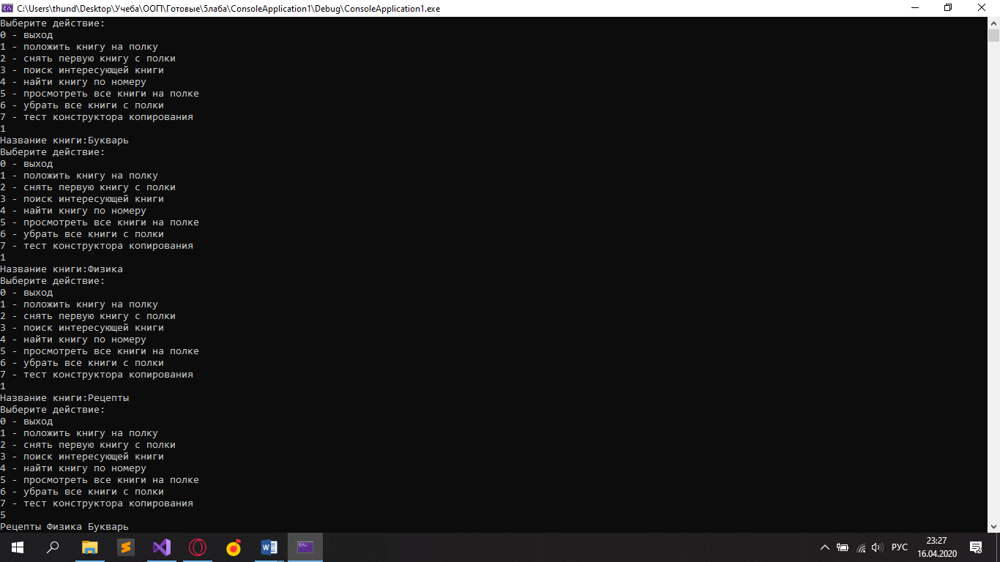 C:\Users\thund\Desktop\Учеба\ООП\Готовые\5лаба\ConsoleApplication1\Debug\ConsoleApplication1.exe
Выберите действие:
0 - выход
1 - положить книгу на полку
2 - снять первую книгу с полки
3 - поиск интересующей книги
4 - найти книгу по номеру
5 - просмотреть все книги на полке
6 - убрать все книги с полки
7 - тест конструктора копирования
1
Название книги:Букварь
Выберите действие:
0 - выход
1 - положить книгу на полку
2 - снять первую книгу с полки
3 - поиск интересующей книги
4 - найти книгу по номеру
5 - просмотреть все книги на полке
6 - убрать все книги с полки
7 - тест конструктора копирования
1
Название книги:Физика
Выберите действие:
0 - выход
1 - положить книгу на полку
2 - снять первую книгу с полки
3 - поиск интересующей книги
4 - найти книгу по номеру
5 - просмотреть все книги на полке
6 - убрать все книги с полки
7 - тест конструктора копирования
1
Название книги:Рецепты
Выберите действие:
0 - выход
1 - положить книгу на полку
2 - снять первую книгу с полки
3 - поиск интересующей книги
4 - найти книгу по номеру
5 - просмотреть все книги на полке
6 - убрать все книги с полки
7 - тест конструктора копирования
5
Рецепты Физика Букварь
РУС
23:27
16.04.2020